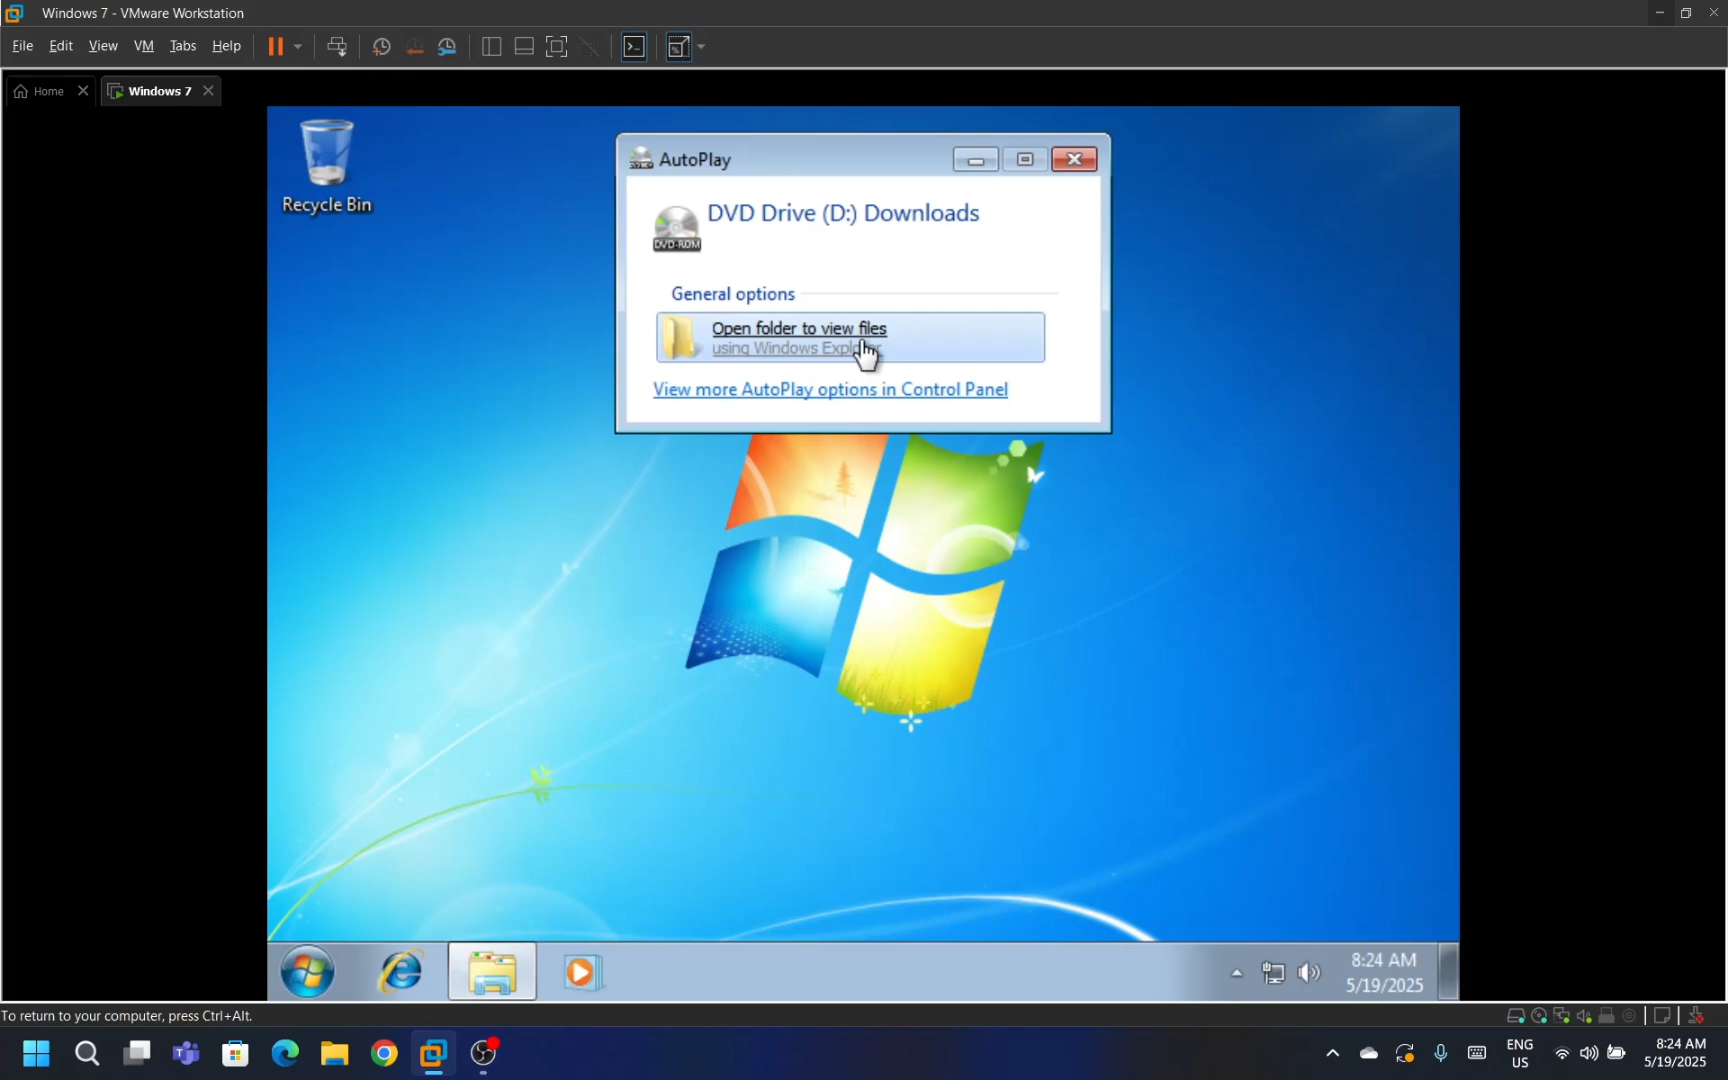 Windows 7 - VMware Workstation
File Edit View VM Tabs Help
Home Windows 7
Recycle Bin
AutoPlay
DVD Drive (D:) Downloads
DVD-ROM
General options
Open folder to view files
using Windows Explorer
View more AutoPlay options in Control Panel
8:24 AM
5/19/2025
To return to your computer, press Ctrl+Alt.
ENG
US
8:24 AM
5/19/2025